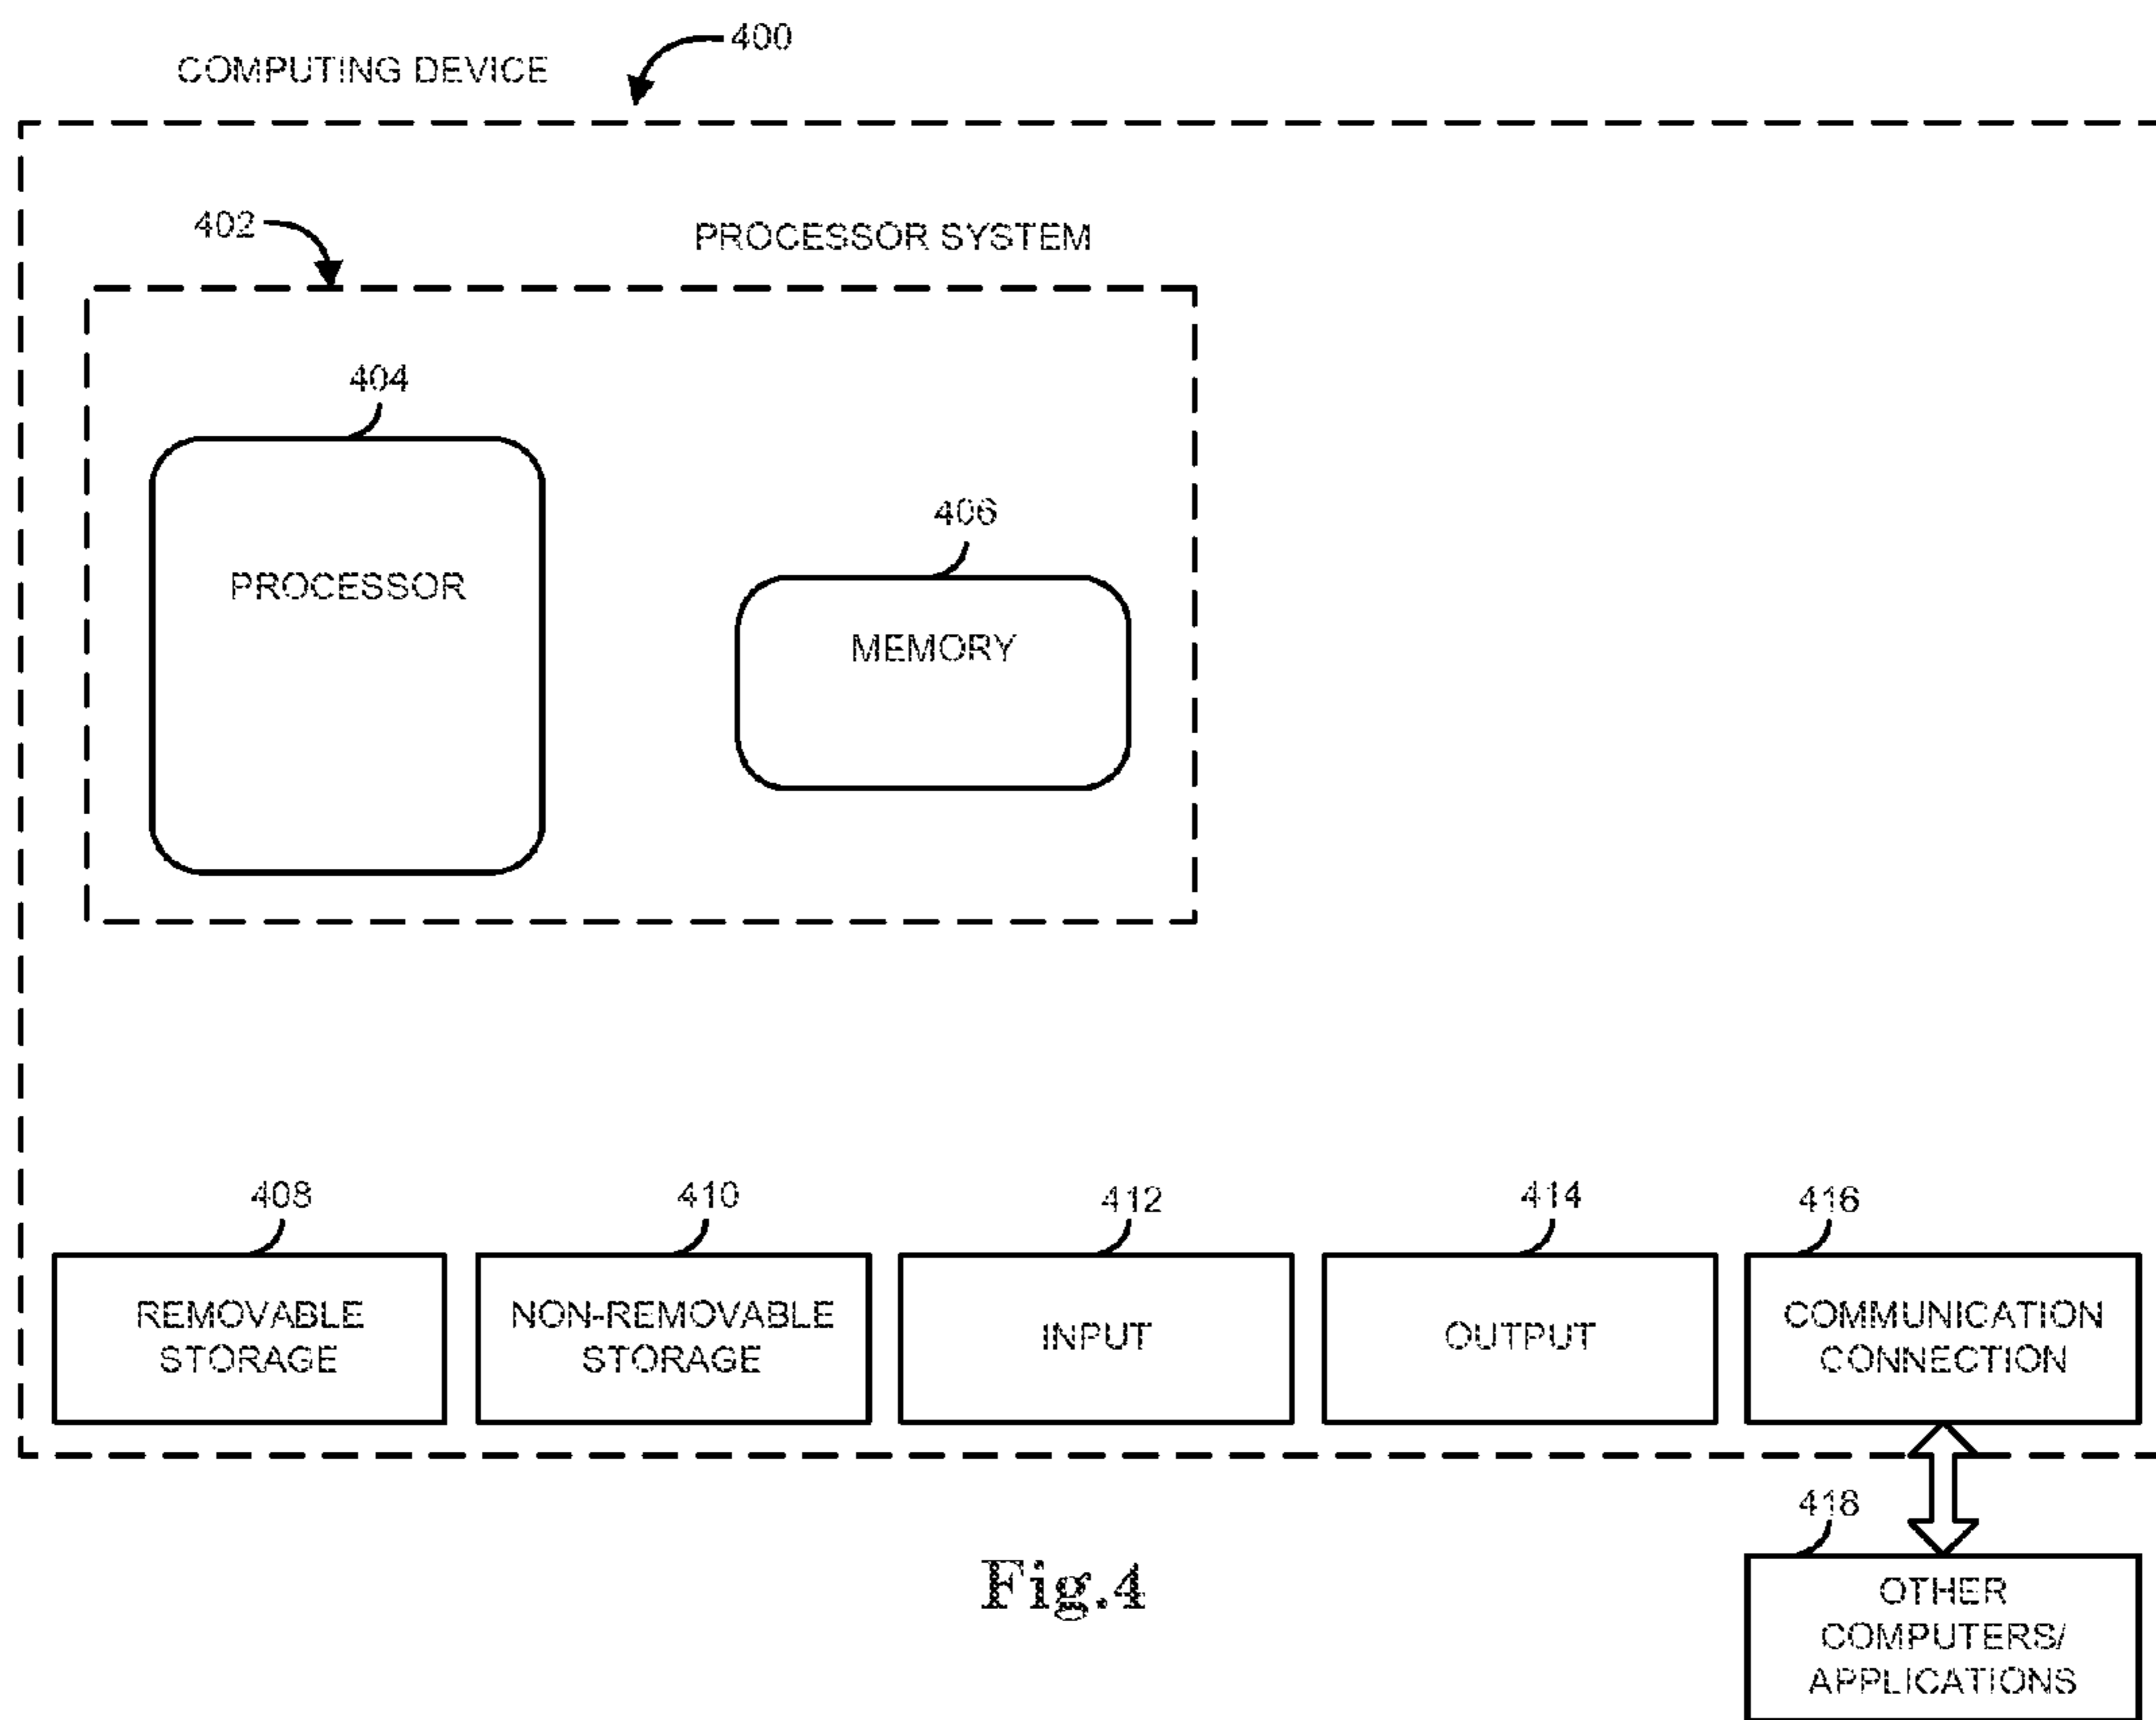 400
COMPUTING DEVICE
402
PROCESSOR SYSTEM
404
PROCESSOR
406
MEMORY
408
410
412
414
416
REMOVABLE
STORAGE
NON-REMOVABLE
STORAGE
INPUT
OUTPUT
COMMUNICATION
CONNECTION
418
OTHER
COMPUTERS/
APPLICATIONS
Fig.4